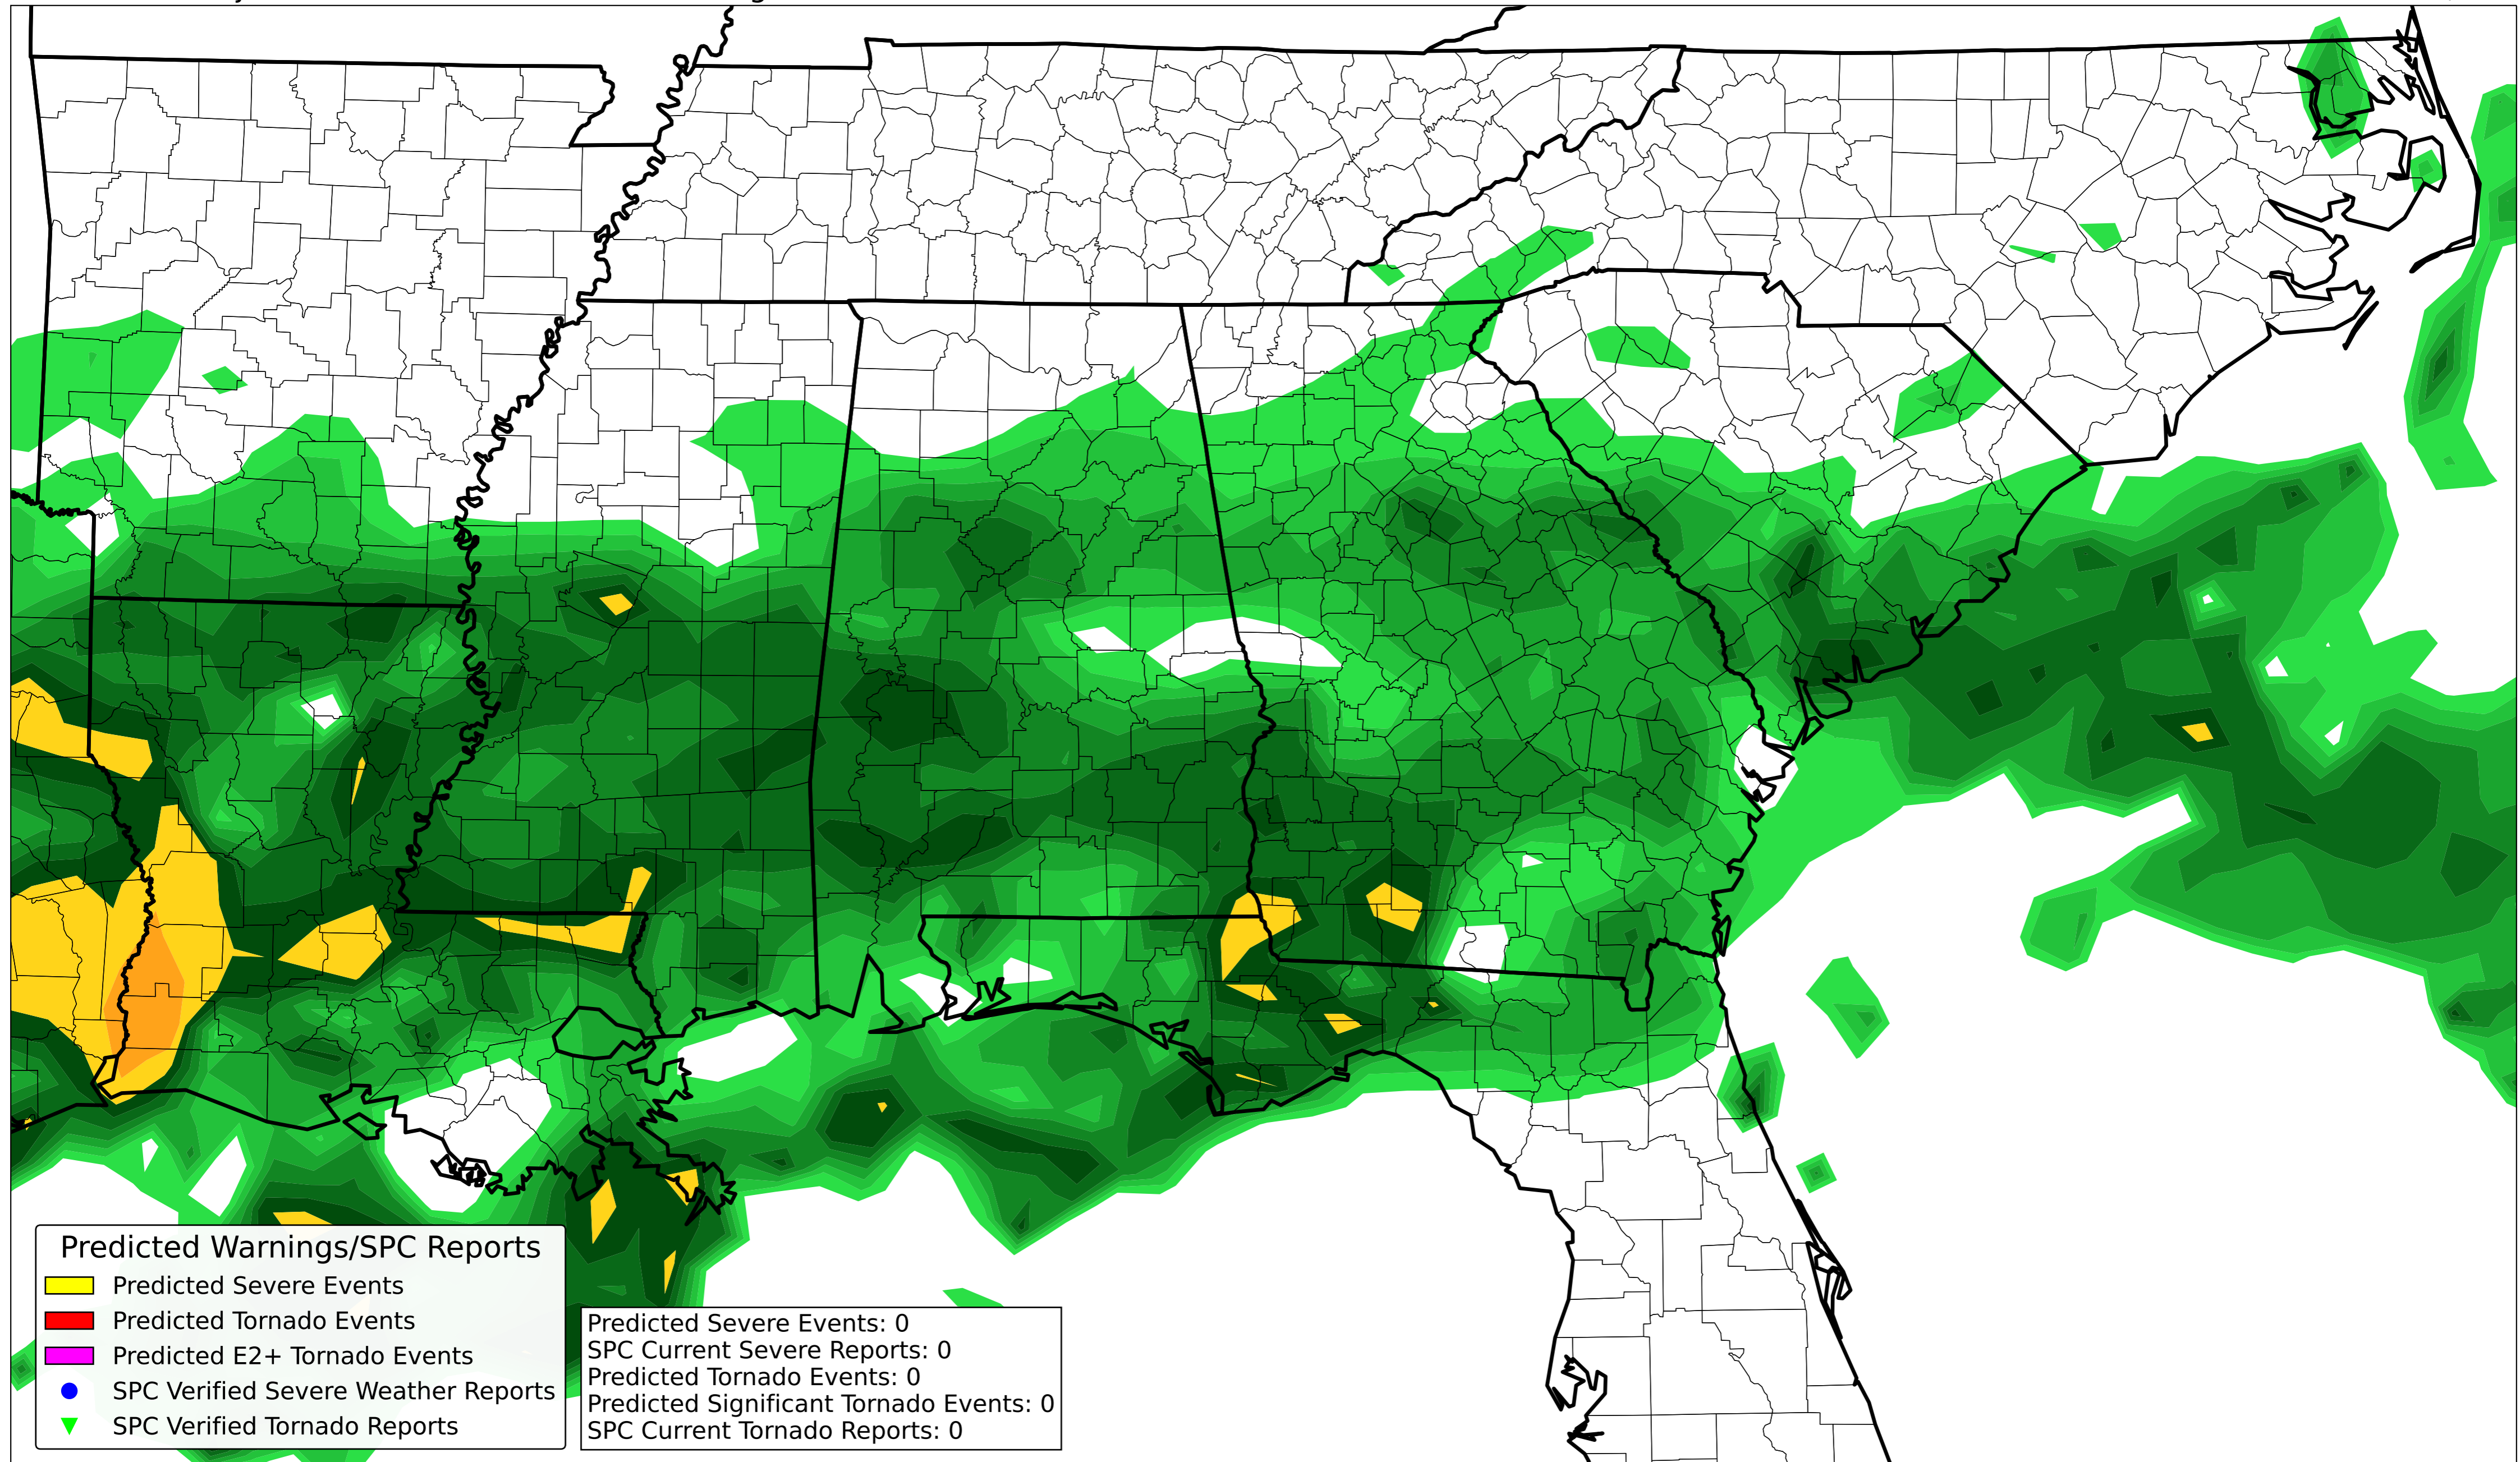 Predicted Warnings/SPC Reports
Predicted Severe Events
Predicted Tornado Events
Predicted E2+ Tornado Events
SPC Verified Severe Weather Reports
SPC Verified Tornado Reports
Predicted Severe Events: 0
SPC Current Severe Reports: 0
Predicted Tornado Events: 0
Predicted Significant Tornado Events: 0
SPC Current Tornado Reports: 0